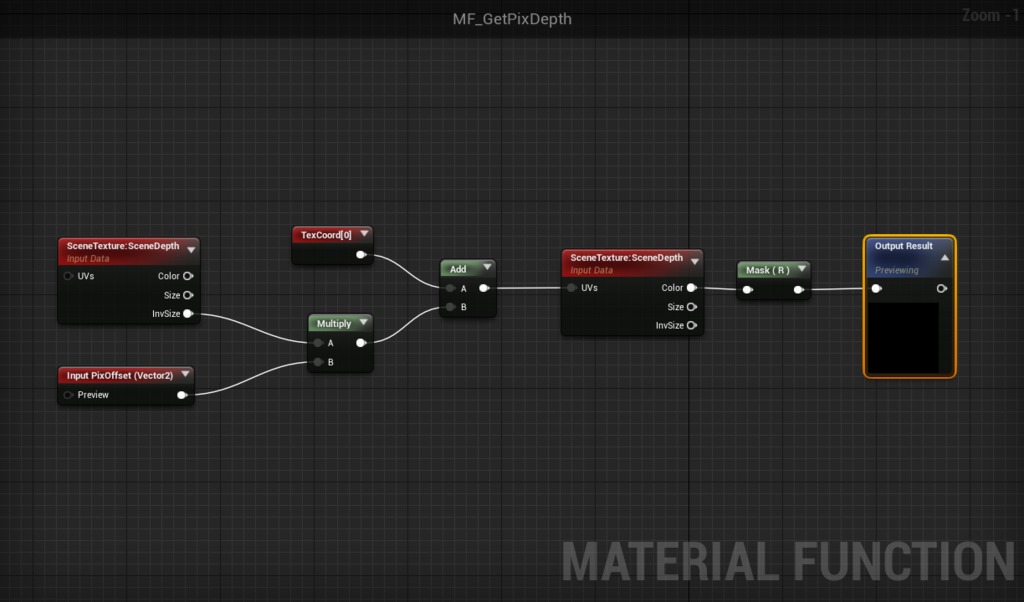 MF_GetPixDepth
Zoom -1
SceneTexture:SceneDepth
Input Data
UVs
Color
Size
InvSize
Input PixOffset (Vector2)
Preview
TexCoord[0]
Multiply
A
B
Add
A
B
SceneTexture:SceneDepth
Input Data
UVs
Color
Size
InvSize
Mask ( R )
Output Result
Previewing
MATERIAL FUNCTION